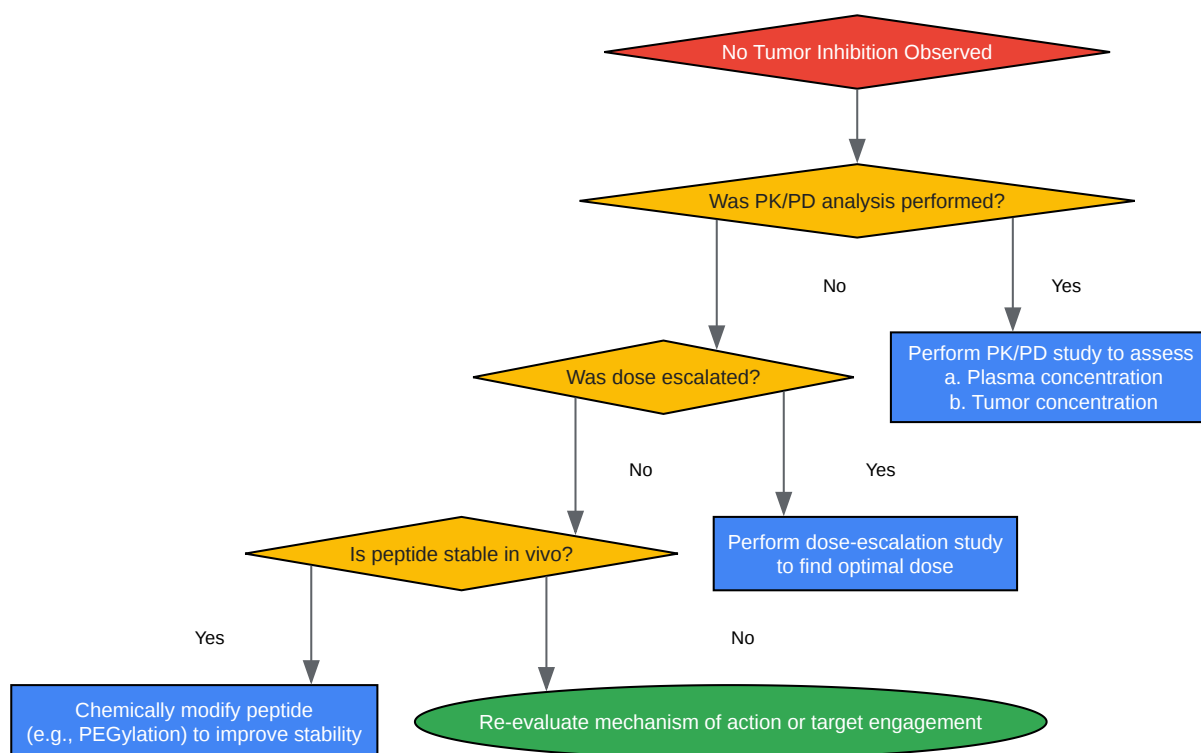 No Tumor Inhibition Observed
Was PK/PD analysis performed?
No
Yes
Perform PK/PD study to assess
a. Plasma concentration
b. Tumor concentration
Was dose escalated?
No
Yes
Perform dose-escalation study
to find optimal dose
Is peptide stable in vivo?
Yes
No
Chemically modify peptide
(e.g., PEGylation) to improve stability
Re-evaluate mechanism of action or target engagement